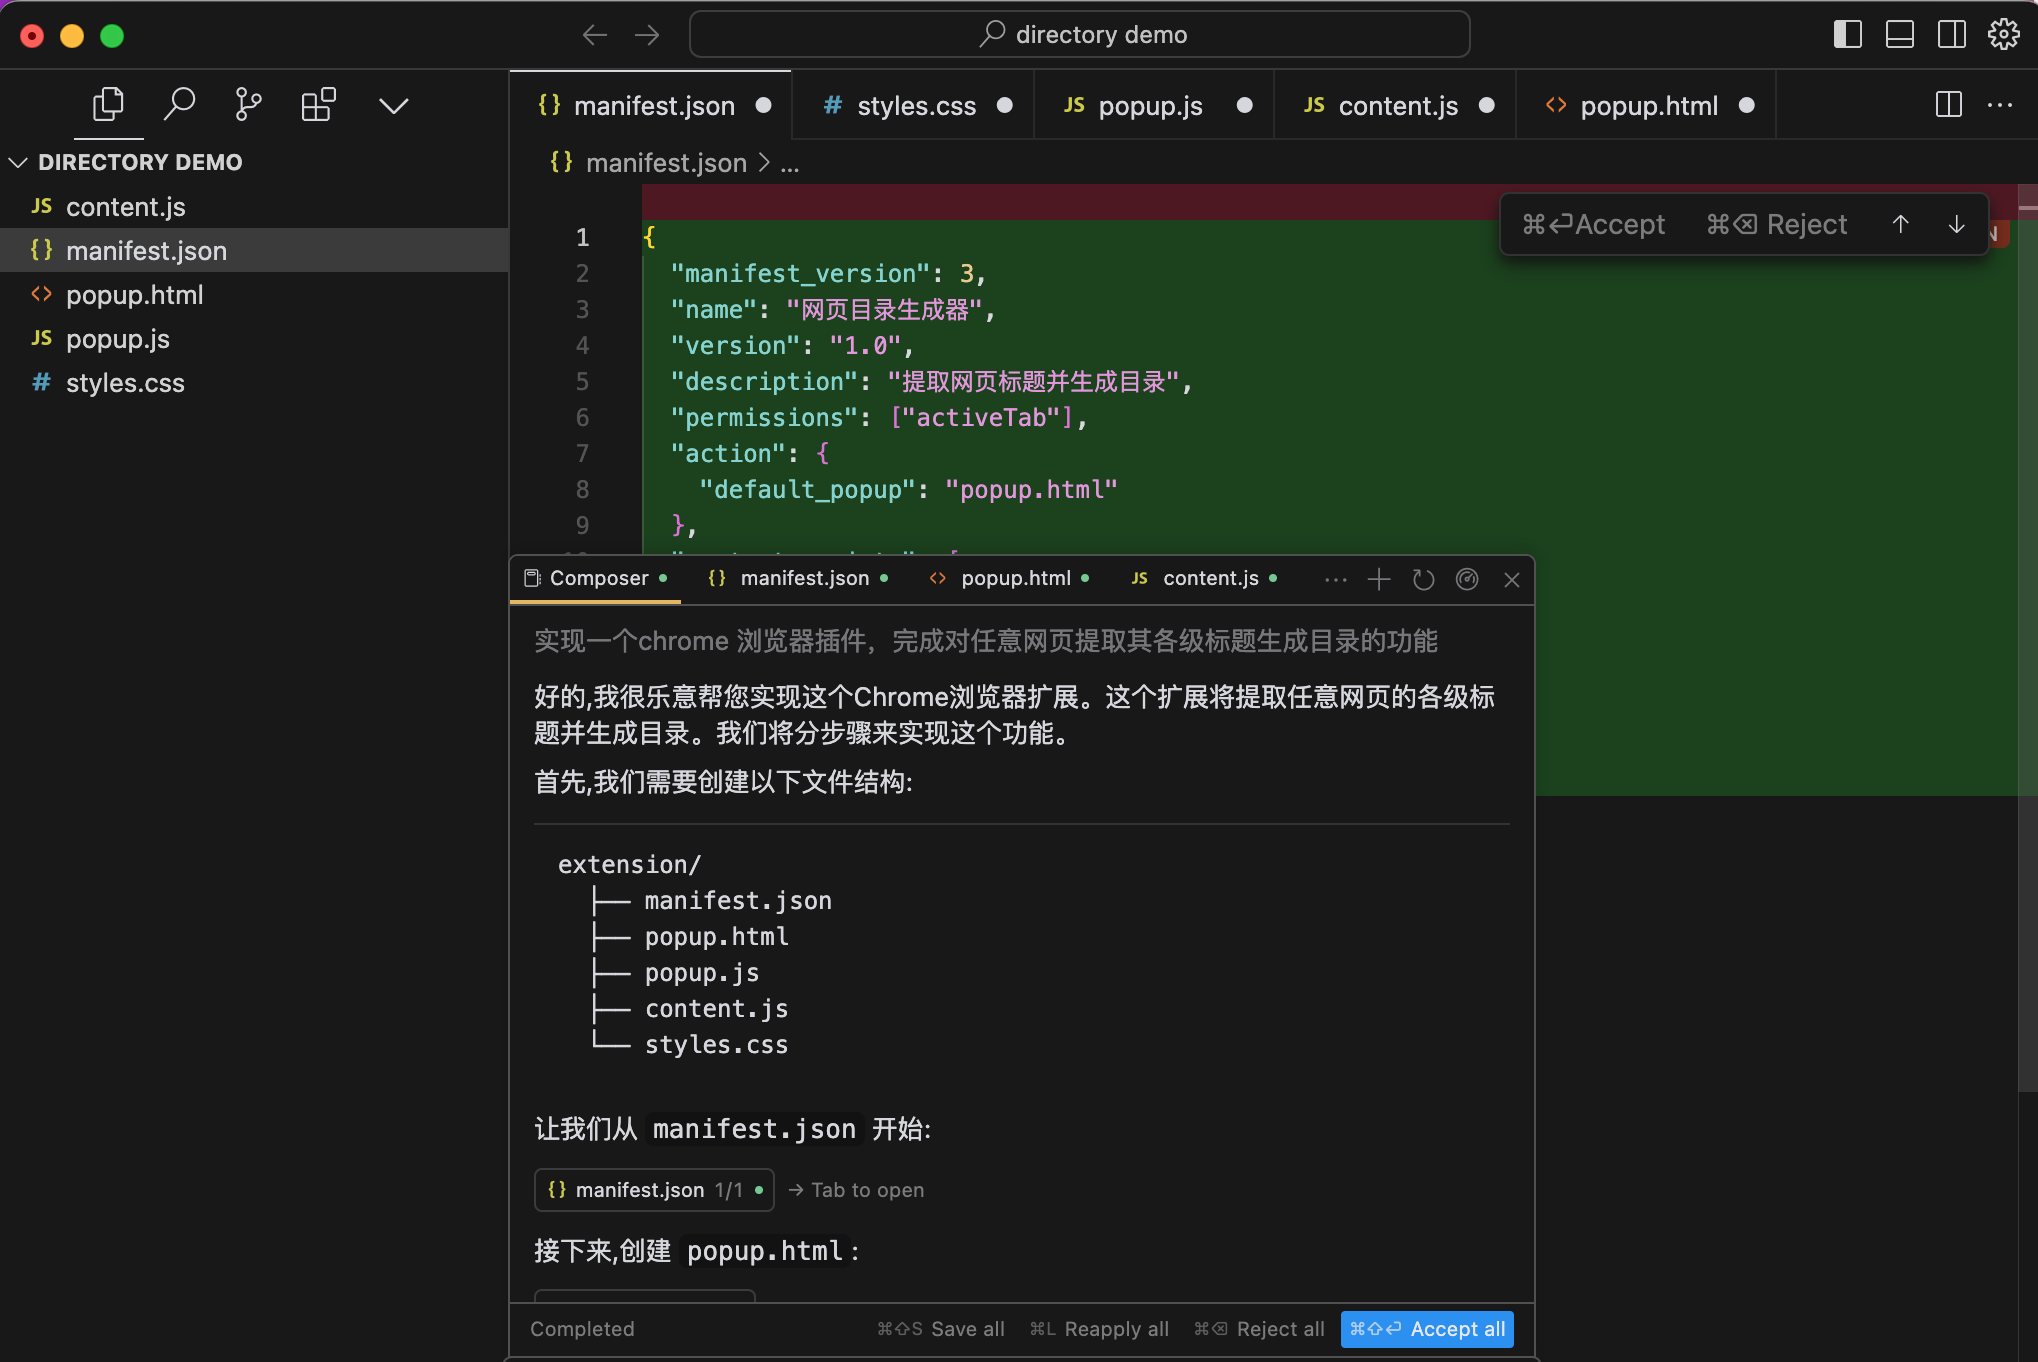 directory demo
DIRECTORY DEMO
JS content.js
{} manifest.json
<> popup.html
JS popup.js
# styles.css
{} manifest.json
# styles.css
JS popup.js
JS content.js
<> popup.html
{} manifest.json > ...
⌘⏎Accept ⌘⌫ Reject ↑ ↓
1 {
2 "manifest_version": 3,
3 "name": "网页目录生成器",
4 "version": "1.0",
5 "description": "提取网页标题并生成目录",
6 "permissions": ["activeTab"],
7 "action": {
8 "default_popup": "popup.html"
9 },
Composer
{} manifest.json
<> popup.html
JS content.js
实现一个chrome 浏览器插件，完成对任意网页提取其各级标题生成目录的功能
好的,我很乐意帮您实现这个Chrome浏览器扩展。这个扩展将提取任意网页的各级标
题并生成目录。我们将分步骤来实现这个功能。
首先,我们需要创建以下文件结构:
extension/
├── manifest.json
├── popup.html
├── popup.js
├── content.js
└── styles.css
让我们从 manifest.json 开始:
{} manifest.json 1/1 • → Tab to open
接下来,创建 popup.html:
Completed
⌘⇧S Save all
⌘L Reapply all
⌘⌫ Reject all
⌘⇧⏎ Accept all